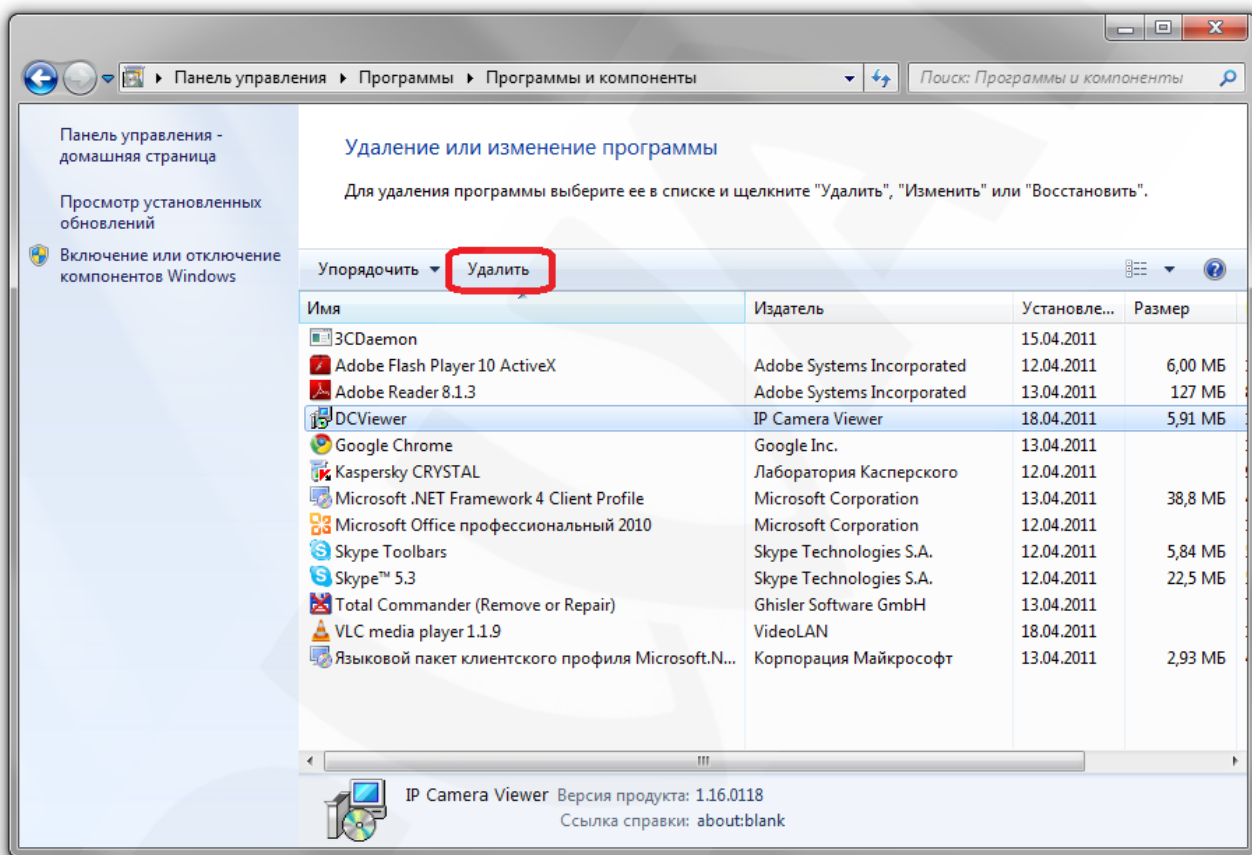 Панель управления ▸ Программы ▸ Программы и компоненты
Поиск: Программы и компоненты
Панель управления -
домашняя страница
Просмотр установленных
обновлений
Включение или отключение
компонентов Windows
Удаление или изменение программы
Для удаления программы выберите ее в списке и щелкните "Удалить", "Изменить" или "Восстановить".
Упорядочить Удалить
Имя Издатель Установле... Размер
3CDaemon 15.04.2011
Adobe Flash Player 10 ActiveX Adobe Systems Incorporated 12.04.2011 6,00 МБ
Adobe Reader 8.1.3 Adobe Systems Incorporated 13.04.2011 127 МБ
DCViewer IP Camera Viewer 18.04.2011 5,91 МБ
Google Chrome Google Inc. 13.04.2011
Kaspersky CRYSTAL Лаборатория Касперского 12.04.2011
Microsoft .NET Framework 4 Client Profile Microsoft Corporation 13.04.2011 38,8 МБ
Microsoft Office профессиональный 2010 Microsoft Corporation 12.04.2011
Skype Toolbars Skype Technologies S.A. 12.04.2011 5,84 МБ
Skype™ 5.3 Skype Technologies S.A. 12.04.2011 22,5 МБ
Total Commander (Remove or Repair) Ghisler Software GmbH 13.04.2011
VLC media player 1.1.9 VideoLAN 18.04.2011
Языковой пакет клиентского профиля Microsoft.N... Корпорация Майкрософт 13.04.2011 2,93 МБ
IP Camera Viewer Версия продукта: 1.16.0118
Ссылка справки: about:blank